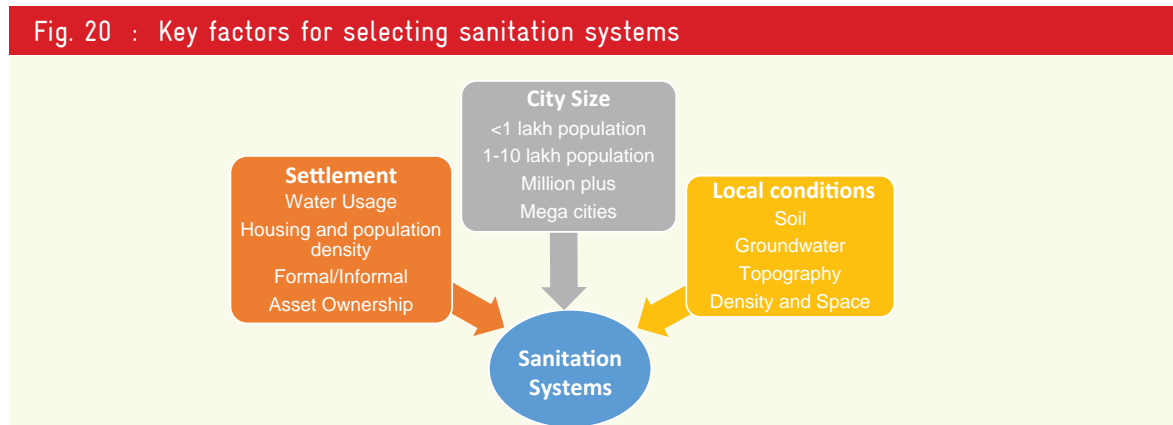 Fig. 20 : Key factors for selecting sanitation systems
City Size
<1 lakh population
1-10 lakh population
Million plus
Mega cities
Settlement
Water Usage
Housing and population
density
Formal/Informal
Asset Ownership
Local conditions
Soil
Groundwater
Topography
Density and Space
Sanitation
Systems